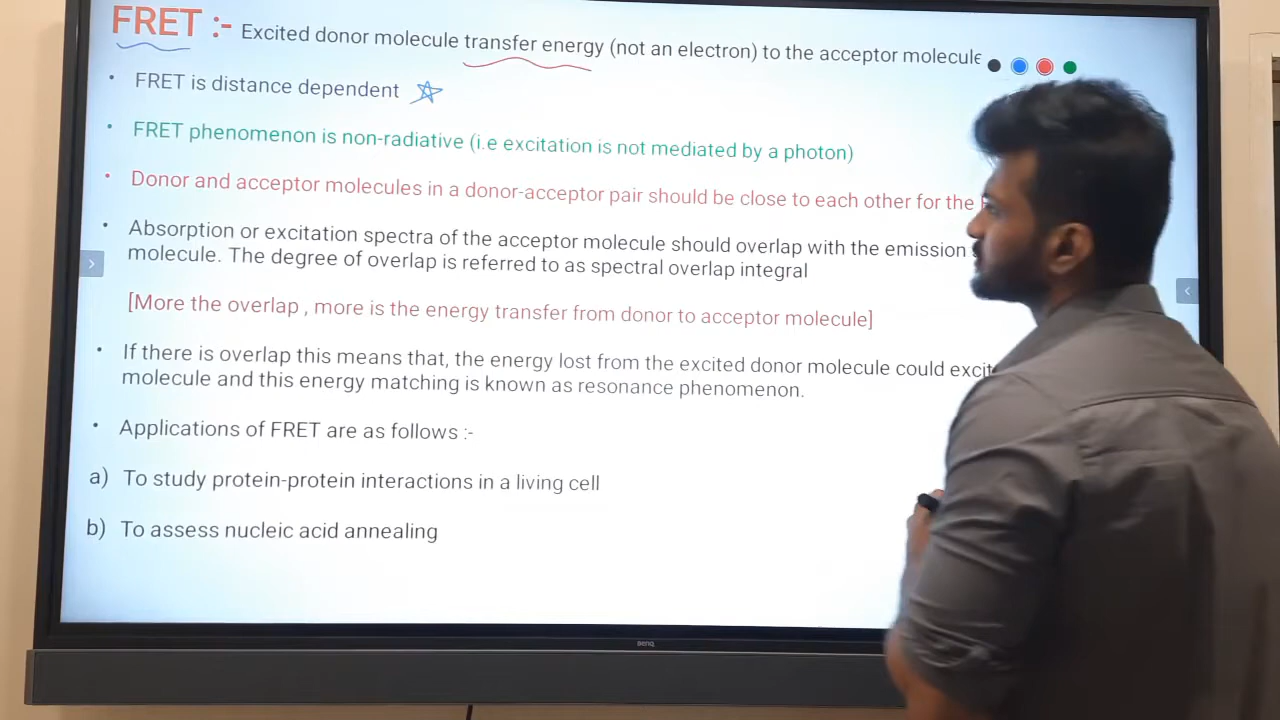 FRET :- Excited donor molecule transfer energy (not an electron) to the acceptor molecule
• FRET is distance dependent
• FRET phenomenon is non-radiative (i.e excitation is not mediated by a photon)
• Donor and acceptor molecules in a donor-acceptor pair should be close to each other for the
• Absorption or excitation spectra of the acceptor molecule should overlap with the emission
molecule. The degree of overlap is referred to as spectral overlap integral
[More the overlap , more is the energy transfer from donor to acceptor molecule]
• If there is overlap this means that, the energy lost from the excited donor molecule could
molecule and this energy matching is known as resonance phenomenon.
• Applications of FRET are as follows :-
a) To study protein-protein interactions in a living cell
b) To assess nucleic acid annealing
BenQ